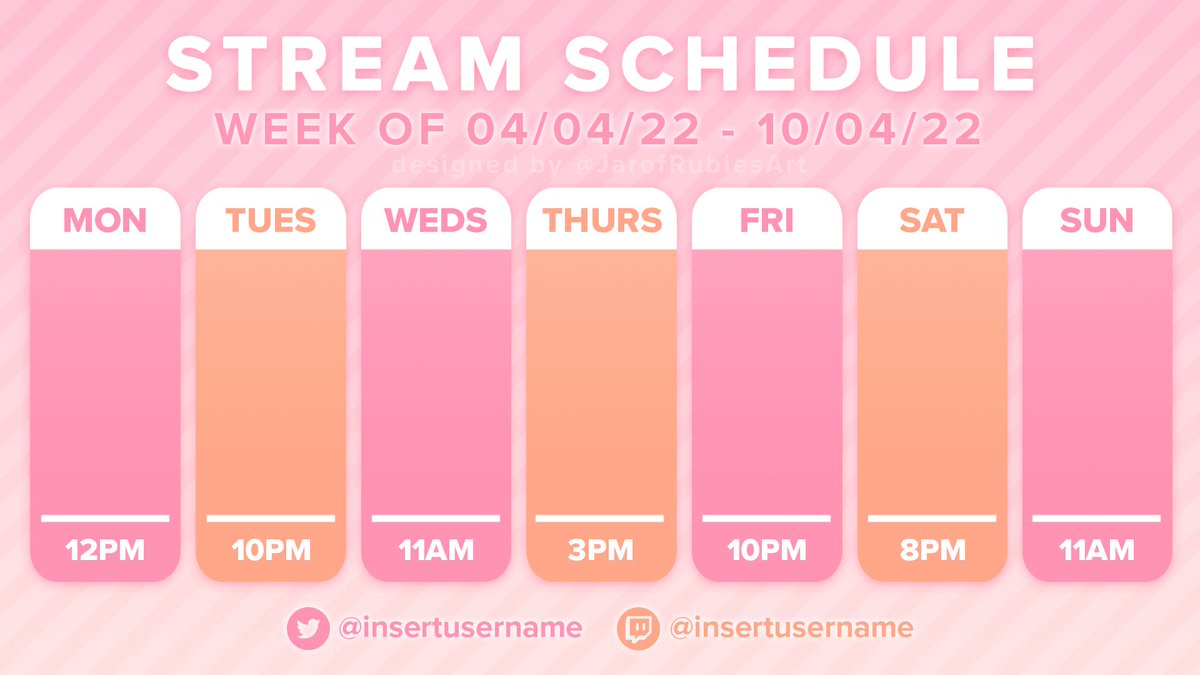 STREAM SCHEDULE
WEEK OF 04/04/22 - 10/04/22
designed by @JarofRubiesArt
MON TUES WEDS THURS FRI SAT SUN
12PM 10PM 11AM 3PM 10PM 8PM 11AM
@insertusername @insertusername